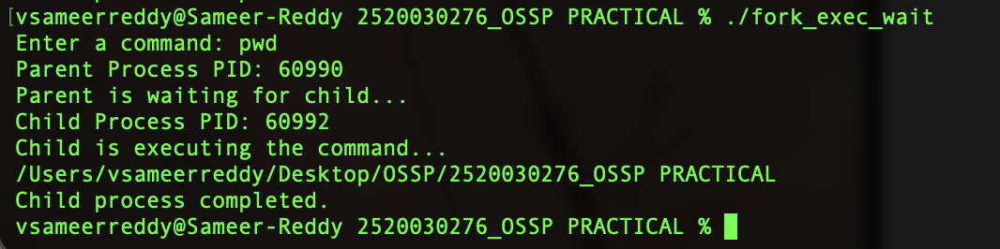 [vsameerreddy@Sameer-Reddy 2520030276_OSSP PRACTICAL % ./fork_exec_wait
Enter a command: pwd
Parent Process PID: 60990
Parent is waiting for child...
Child Process PID: 60992
Child is executing the command...
/Users/vsameerreddy/Desktop/OSSP/2520030276_OSSP PRACTICAL
Child process completed.
vsameerreddy@Sameer-Reddy 2520030276_OSSP PRACTICAL %